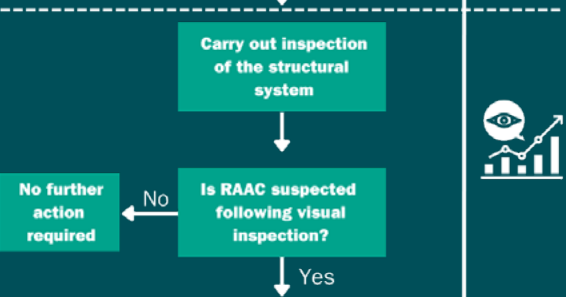 Carry out inspection
of the structural
system
Is RAAC suspected
following visual
inspection?
No
No further
action
required
Yes